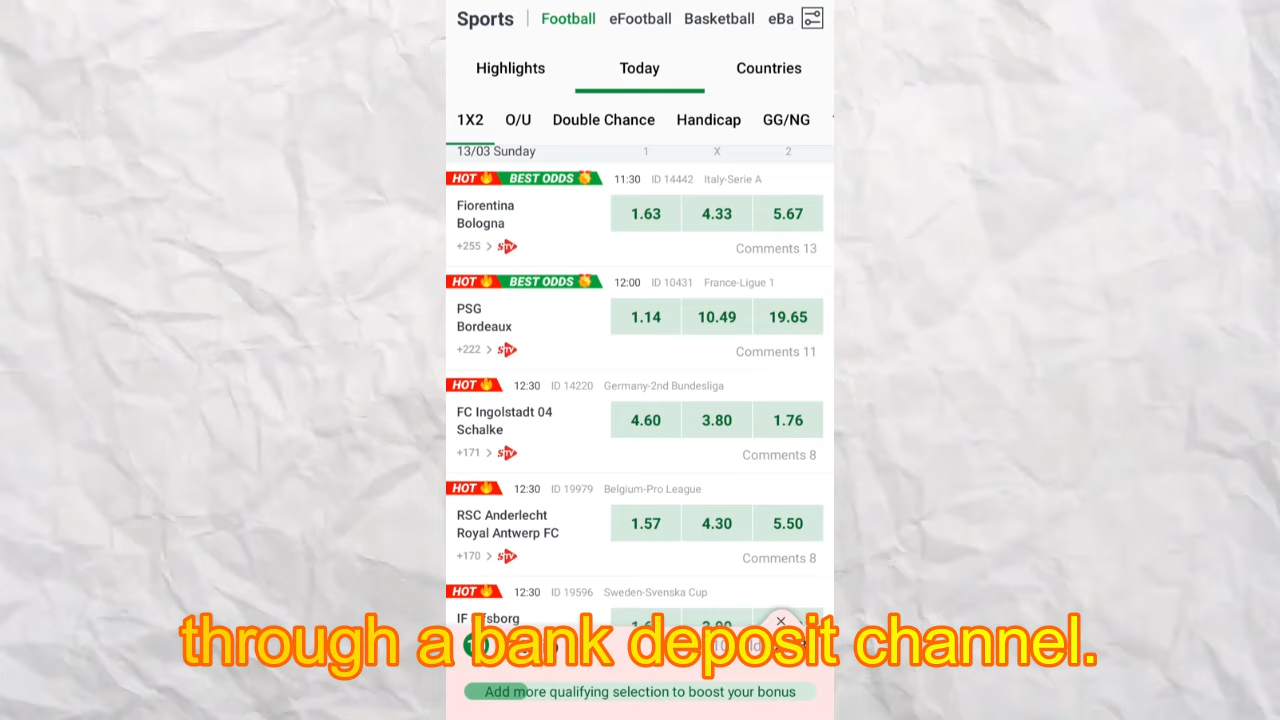 Sports Football eFootball Basketball eBa
Highlights Today Countries
1X2 O/U Double Chance Handicap GG/NG
13/03 Sunday 1 X 2
HOT BEST ODDS 11:30 ID 14442 Italy-Serie A
Fiorentina
Bologna
1.63 4.33 5.67
+255 > STV Comments 13
HOT BEST ODDS 12:00 ID 10431 France-Ligue 1
PSG
Bordeaux
1.14 10.49 19.65
+222 > STV Comments 11
HOT 12:30 ID 14220 Germany-2nd Bundesliga
FC Ingolstadt 04
Schalke
4.60 3.80 1.76
+171 > STV Comments 8
HOT 12:30 ID 19979 Belgium-Pro League
RSC Anderlecht
Royal Antwerp FC
1.57 4.30 5.50
+170 > STV Comments 8
HOT 12:30 ID 19596 Sweden-Svenska Cup
IF
through a bank deposit channel.
Add more qualifying selection to boost your bonus